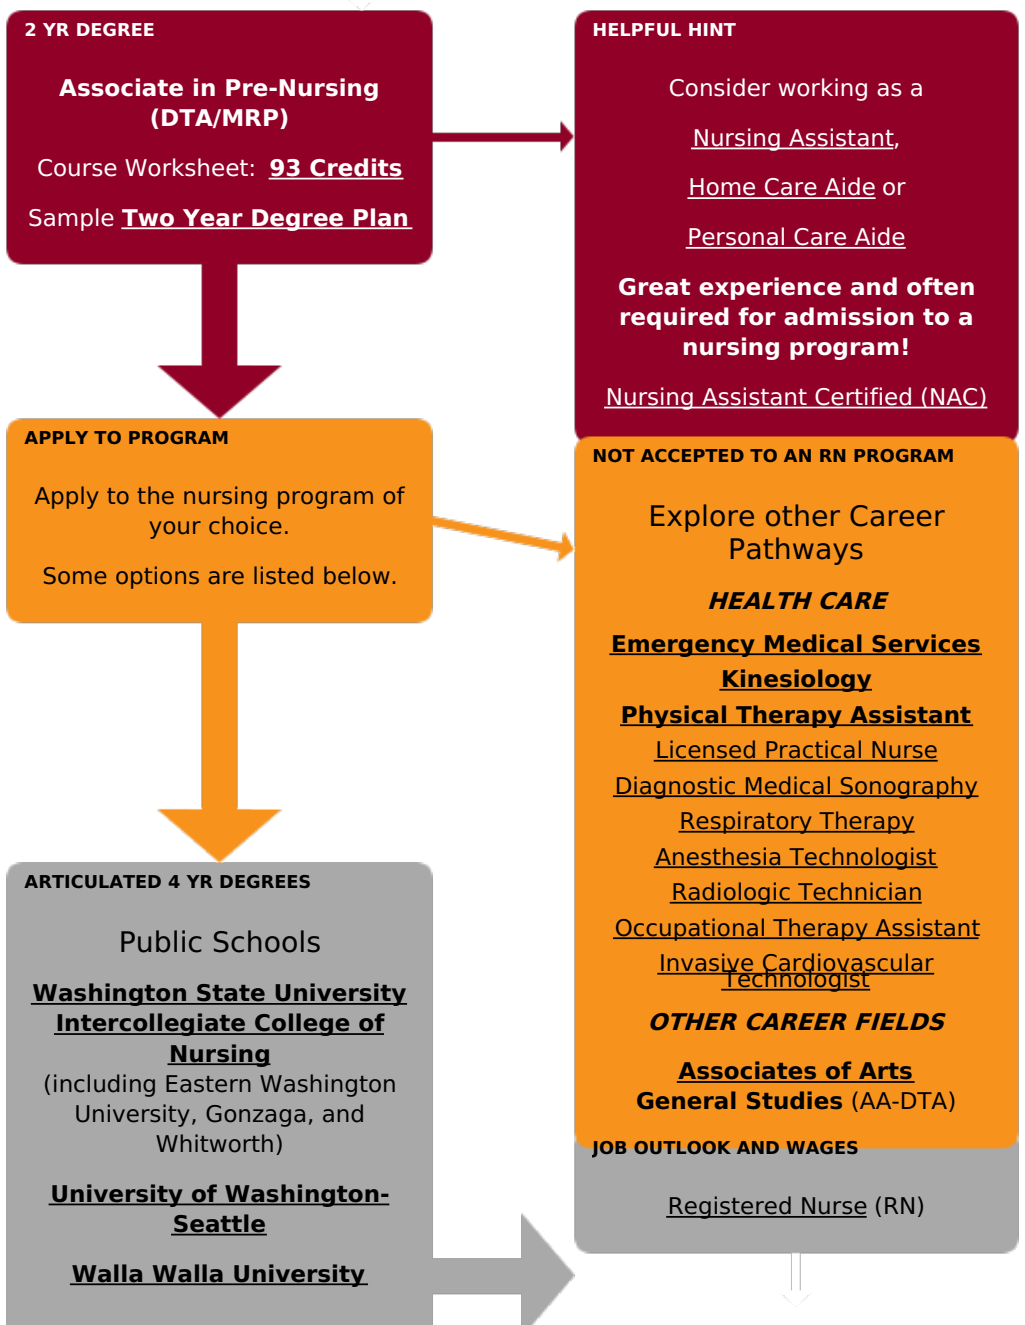 2 YR DEGREE
Associate in Pre-Nursing
(DTA/MRP)
Course Worksheet: 93 Credits
Sample Two Year Degree Plan
HELPFUL HINT
Consider working as a
Nursing Assistant,
Home Care Aide or
Personal Care Aide
Great experience and often
required for admission to a
nursing program!
Nursing Assistant Certified (NAC)
APPLY TO PROGRAM
Apply to the nursing program of
your choice.
Some options are listed below.
NOT ACCEPTED TO AN RN PROGRAM
Explore other Career
Pathways
HEALTH CARE
Emergency Medical Services
Kinesiology
Physical Therapy Assistant
Licensed Practical Nurse
Diagnostic Medical Sonography
Respiratory Therapy
Anesthesia Technologist
Radiologic Technician
Occupational Therapy Assistant
Invasive Cardiovascular
Technologist
OTHER CAREER FIELDS
Associates of Arts
General Studies (AA-DTA)
ARTICULATED 4 YR DEGREES
Public Schools
Washington State University
Intercollegiate College of
Nursing
(including Eastern Washington
University, Gonzaga, and
Whitworth)
University of Washington-
Seattle
Walla Walla University
JOB OUTLOOK AND WAGES
Registered Nurse (RN)